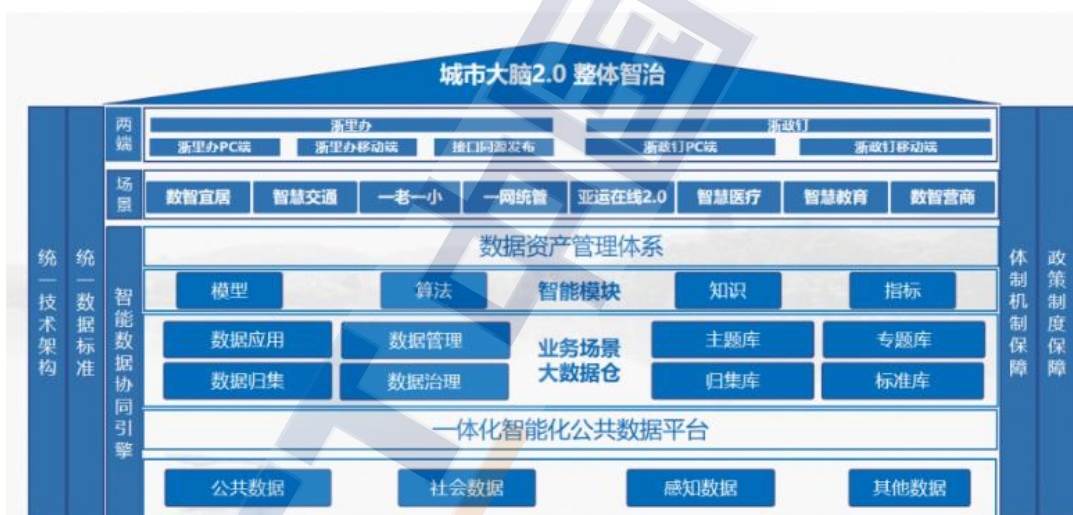 城市大脑2.0 整体智治
统一技术架构
统一数据标准
两端
浙里办
浙政钉
浙里办PC端
浙里办移动端
接口同源发布
浙政钉PC端
浙政钉移动端
场景
数智宜居
智慧交通
一老一小
一网统管
亚运在线2.0
智慧医疗
智慧教育
数智营商
智能数据协同引擎
数据资产管理体系
模型
算法
智能模块
知识
指标
数据应用
数据管理
业务场景
大数据仓
主题库
专题库
数据归集
数据治理
归集库
标准库
一体化智能化公共数据平台
公共数据
社会数据
感知数据
其他数据
体制机制保障
政策制度保障